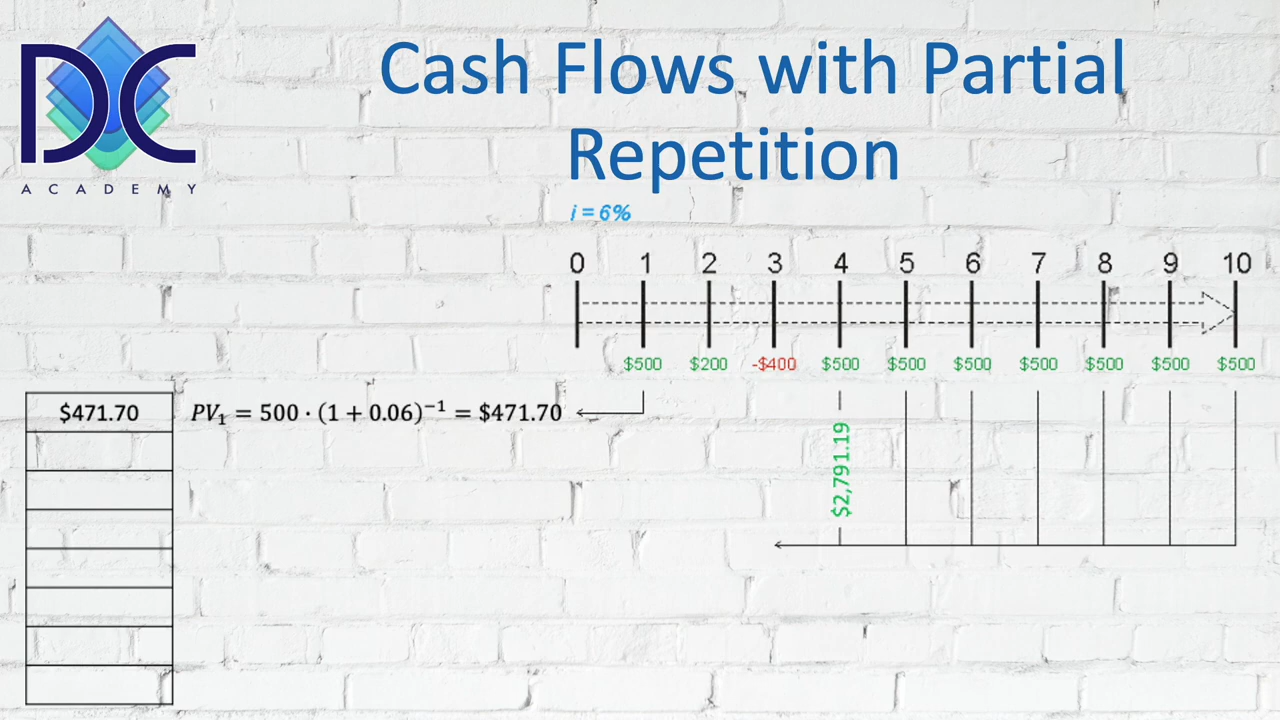 DC
ACADEMY
Cash Flows with Partial
Repetition
i = 6%
0 1 2 3 4 5 6 7 8 9 10
$500 $200 -$400 $500 $500 $500 $500 $500 $500 $500
$471.70 PV₁ = 500 · (1 + 0.06)⁻¹ = $471.70
$2,791.19